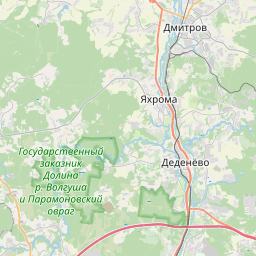 Дмитров
Яхрома
Государственный
заказник
Долина
р. Волгуша
и Парамоновский
овраг
Деденево